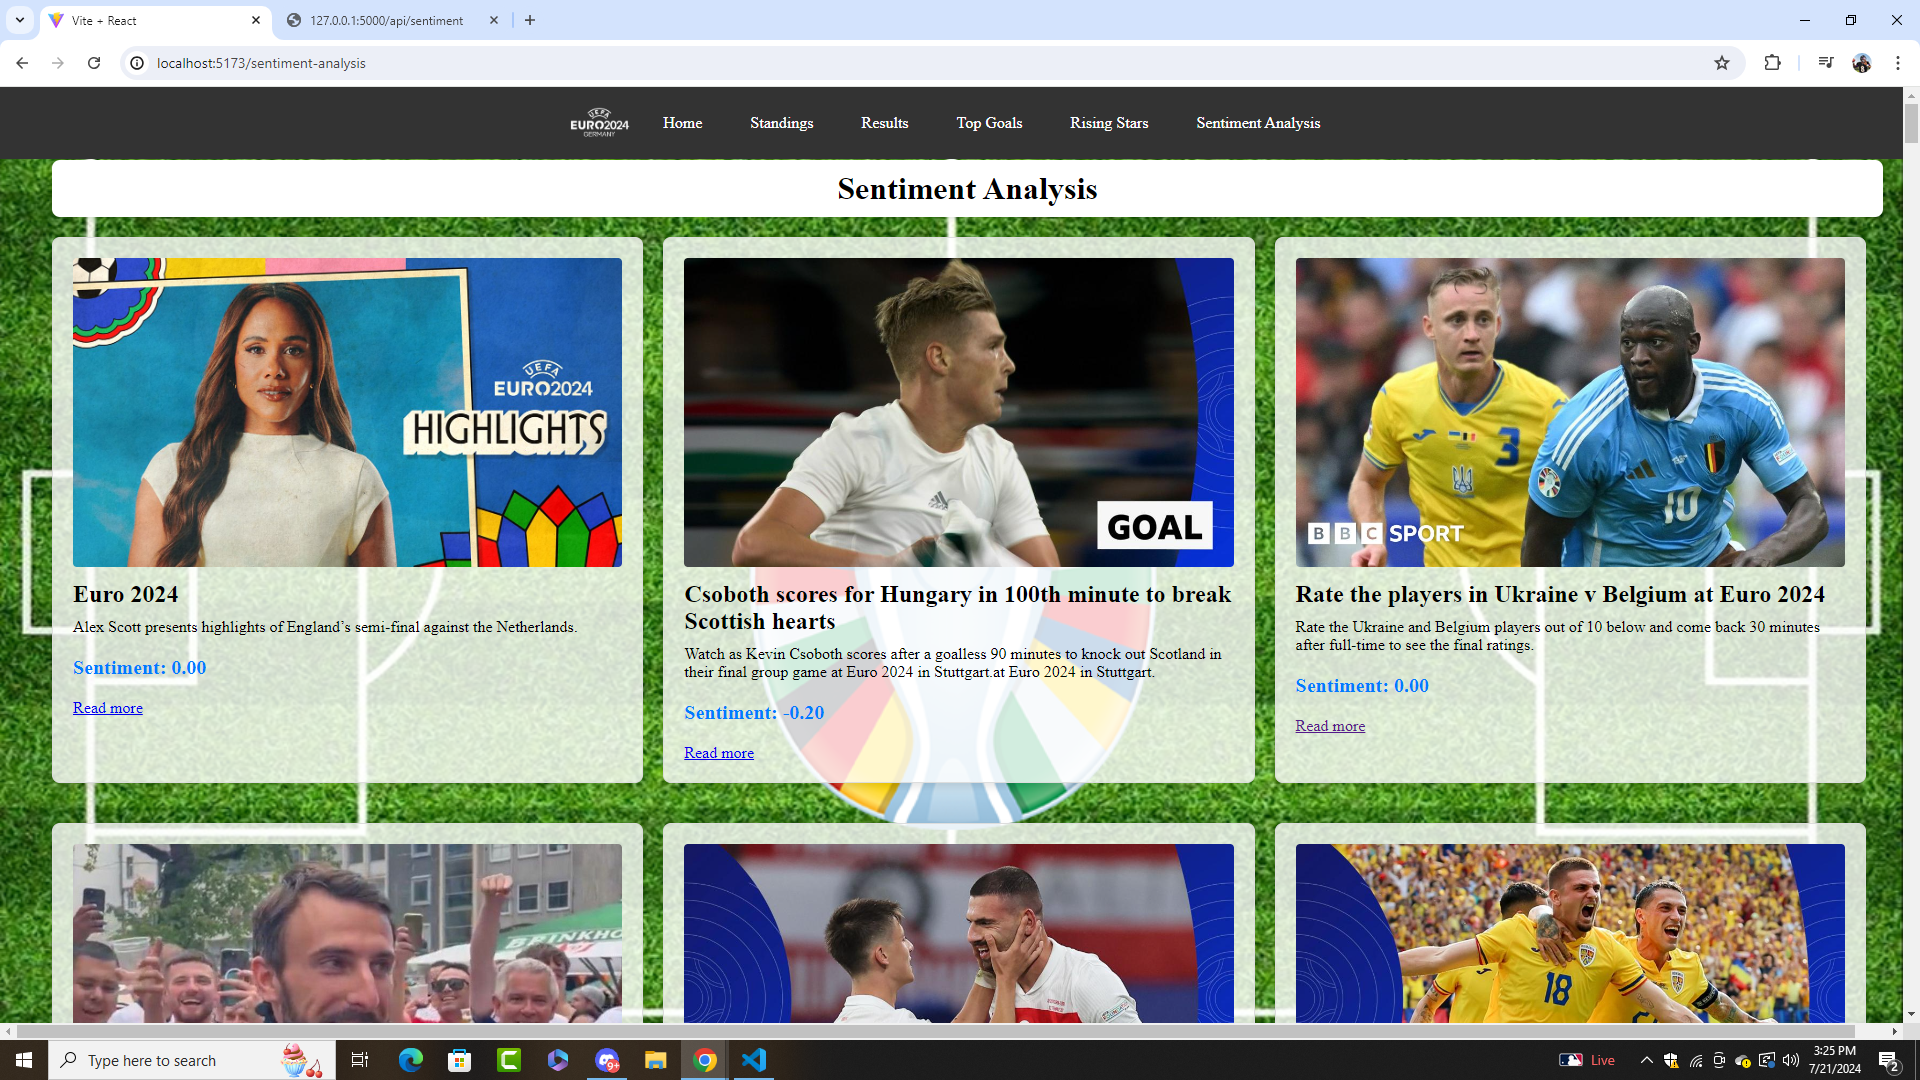 Vite + React
127.0.0.1:5000/api/sentiment
localhost:5173/sentiment-analysis
UEFA
EURO2024
GERMANY
Home
Standings
Results
Top Goals
Rising Stars
Sentiment Analysis
Sentiment Analysis
UEFA
EURO2024
HIGHLIGHTS
GOAL
3
10
BBC SPORT
Euro 2024
Alex Scott presents highlights of England’s semi-final against the Netherlands.
Sentiment: 0.00
Read more
Csoboth scores for Hungary in 100th minute to break
Scottish hearts
Watch as Kevin Csoboth scores after a goalless 90 minutes to knock out Scotland in
their final group game at Euro 2024 in Stuttgart.at Euro 2024 in Stuttgart.
Sentiment: -0.20
Read more
Rate the players in Ukraine v Belgium at Euro 2024
Rate the Ukraine and Belgium players out of 10 below and come back 30 minutes
after full-time to see the final ratings.
Sentiment: 0.00
Read more
BRINKHO
18
Type here to search
9+
Live
3:25 PM
7/21/2024
2